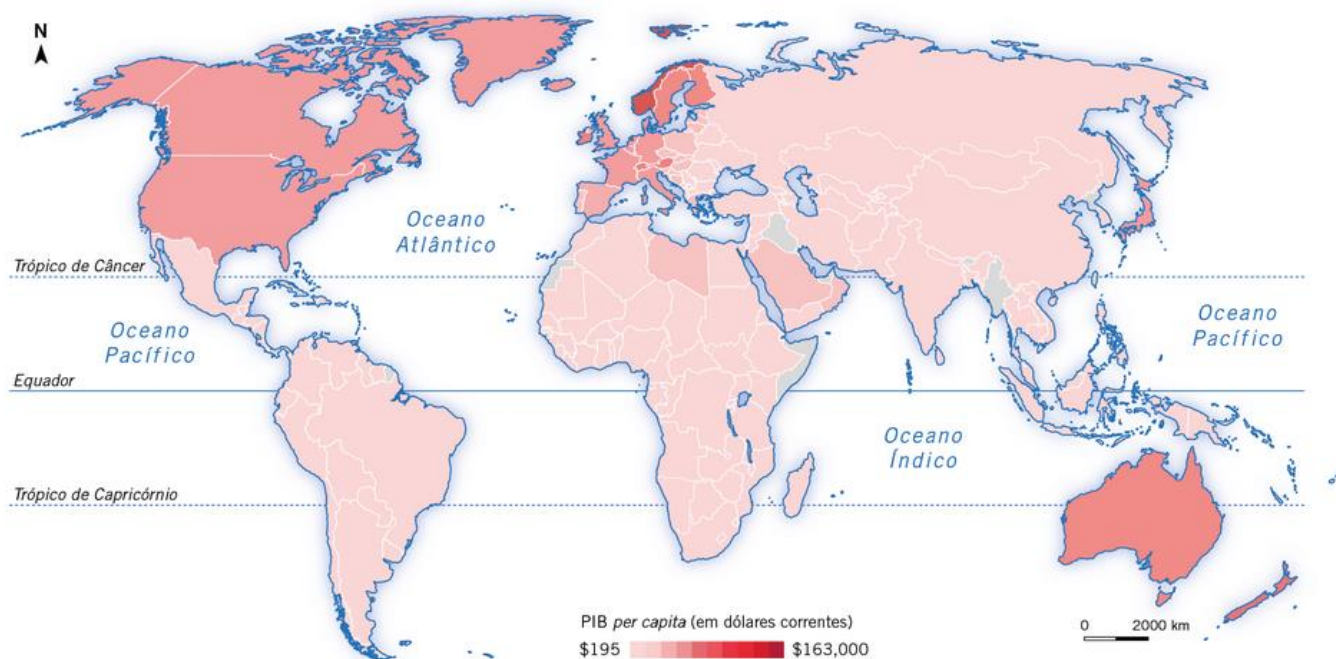 N
Oceano
Atlântico
Trópico de Câncer
Oceano
Pacífico
Oceano
Pacífico
Equador
Oceano
Índico
Trópico de Capricórnio
PIB per capita (em dólares correntes)
$195 $163,000
0 2000 km